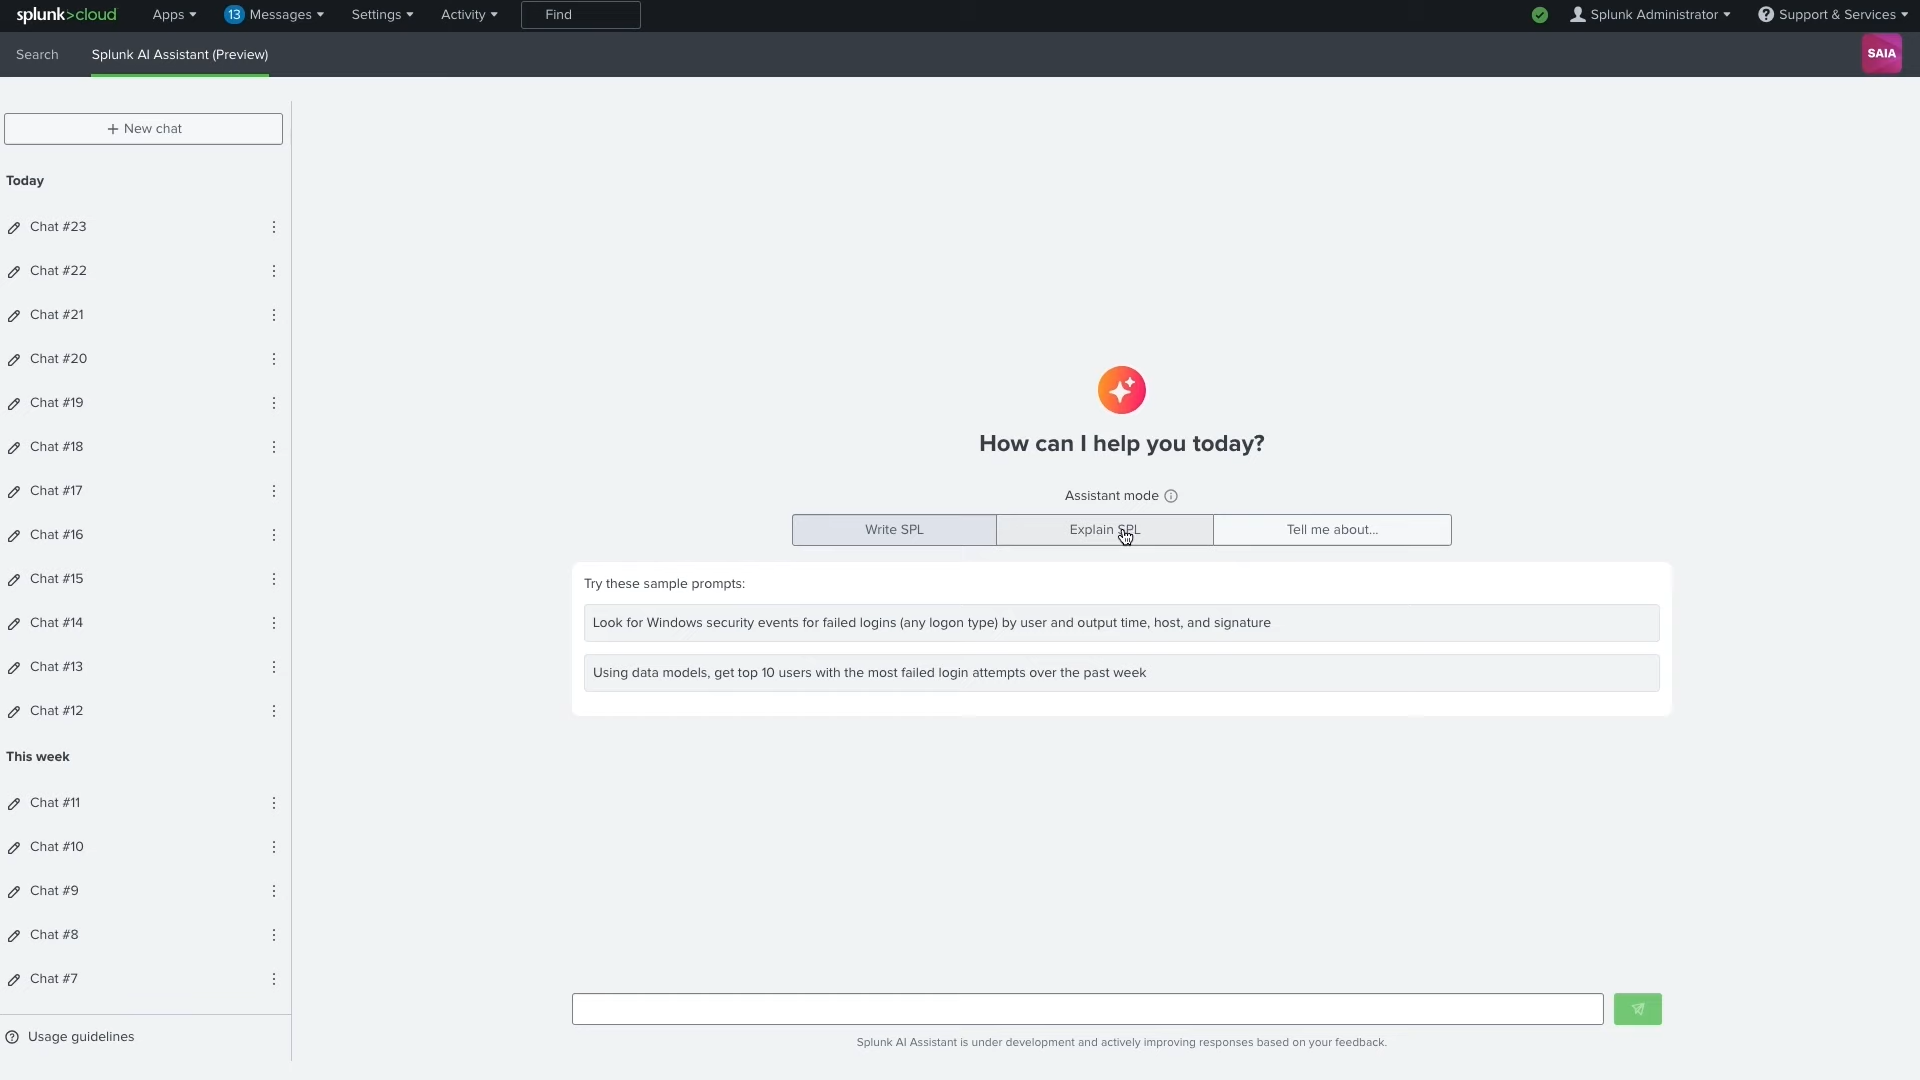 splunk>cloud Apps 13 Messages Settings Activity Find Splunk Administrator Support & Services
Search Splunk AI Assistant (Preview) SAIA
+ New chat
Today
Chat #23
Chat #22
Chat #21
Chat #20
Chat #19
Chat #18
Chat #17
Chat #16
Chat #15
Chat #14
Chat #13
Chat #12
This week
Chat #11
Chat #10
Chat #9
Chat #8
Chat #7
Usage guidelines
How can I help you today?
Assistant mode
Write SPL Explain SPL Tell me about...
Try these sample prompts:
Look for Windows security events for failed logins (any logon type) by user and output time, host, and signature
Using data models, get top 10 users with the most failed login attempts over the past week
Splunk AI Assistant is under development and actively improving responses based on your feedback.